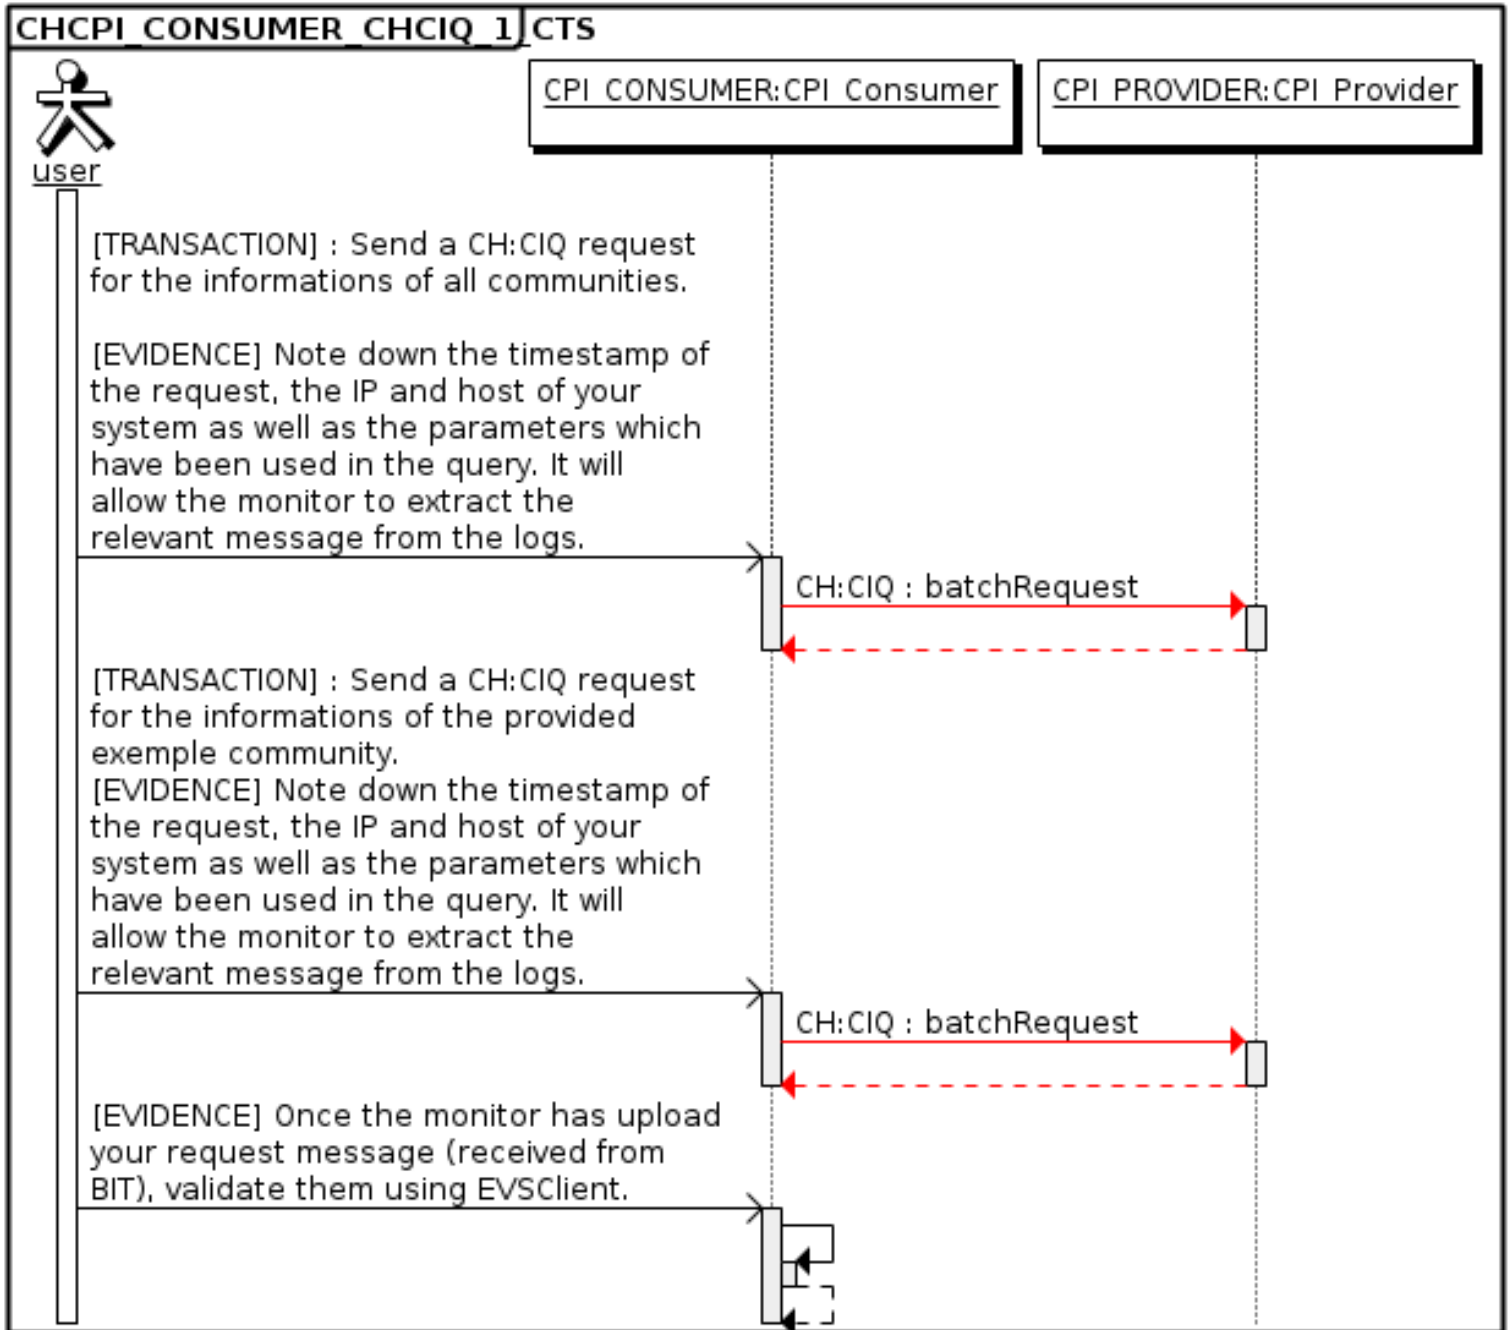 CHCPI_CONSUMER_CHCIQ_1_CTS
CPI_CONSUMER:CPI_Consumer
CPI_PROVIDER:CPI_Provider
user
[TRANSACTION] : Send a CH:CIQ request
for the informations of all communities.
[EVIDENCE] Note down the timestamp of
the request, the IP and host of your
system as well as the parameters which
have been used in the query. It will
allow the monitor to extract the
relevant message from the logs.
CH:CIQ : batchRequest
[TRANSACTION] : Send a CH:CIQ request
for the informations of the provided
exemple community.
[EVIDENCE] Note down the timestamp of
the request, the IP and host of your
system as well as the parameters which
have been used in the query. It will
allow the monitor to extract the
relevant message from the logs.
CH:CIQ : batchRequest
[EVIDENCE] Once the monitor has upload
your request message (received from
BIT), validate them using EVSClient.